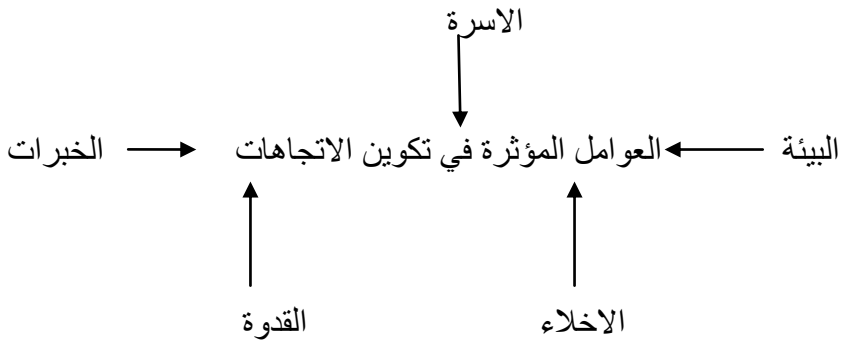 الاسرة
البيئة
العوامل المؤثرة في تكوين الاتجاهات
الخبرات
الاخلاء
القدوة